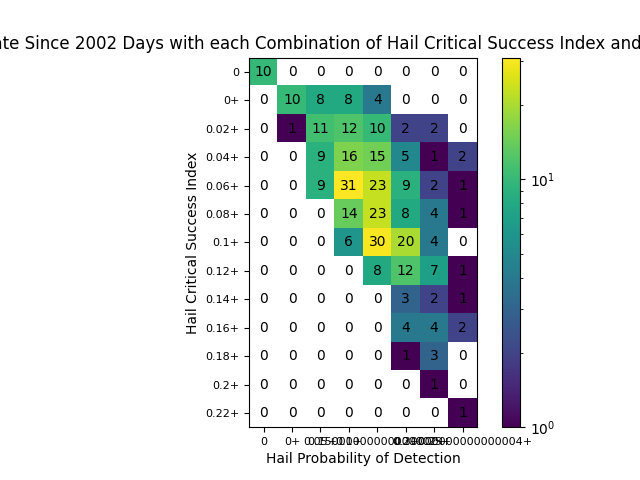 Since 2002 Days with each Combination of Hail Critical Success Index and
0 10 0 0 0 0 0 0 0
0+ 0 10 8 8 4 0 0 0
0.02+ 0 1 11 12 10 2 2 0
0.04+ 0 0 9 16 15 5 1 2
0.06+ 0 0 9 31 23 9 2 1
0.08+ 0 0 0 14 23 8 4 1
0.1+ 0 0 0 6 30 20 4 0
0.12+ 0 0 0 0 8 12 7 1
0.14+ 0 0 0 0 0 3 2 1
0.16+ 0 0 0 0 0 4 4 2
0.18+ 0 0 0 0 0 1 3 0
0.2+ 0 0 0 0 0 0 1 0
0.22+ 0 0 0 0 0 0 0 1
Hail Critical Success Index
0 0+
Hail Probability of Detection
10¹
10⁰